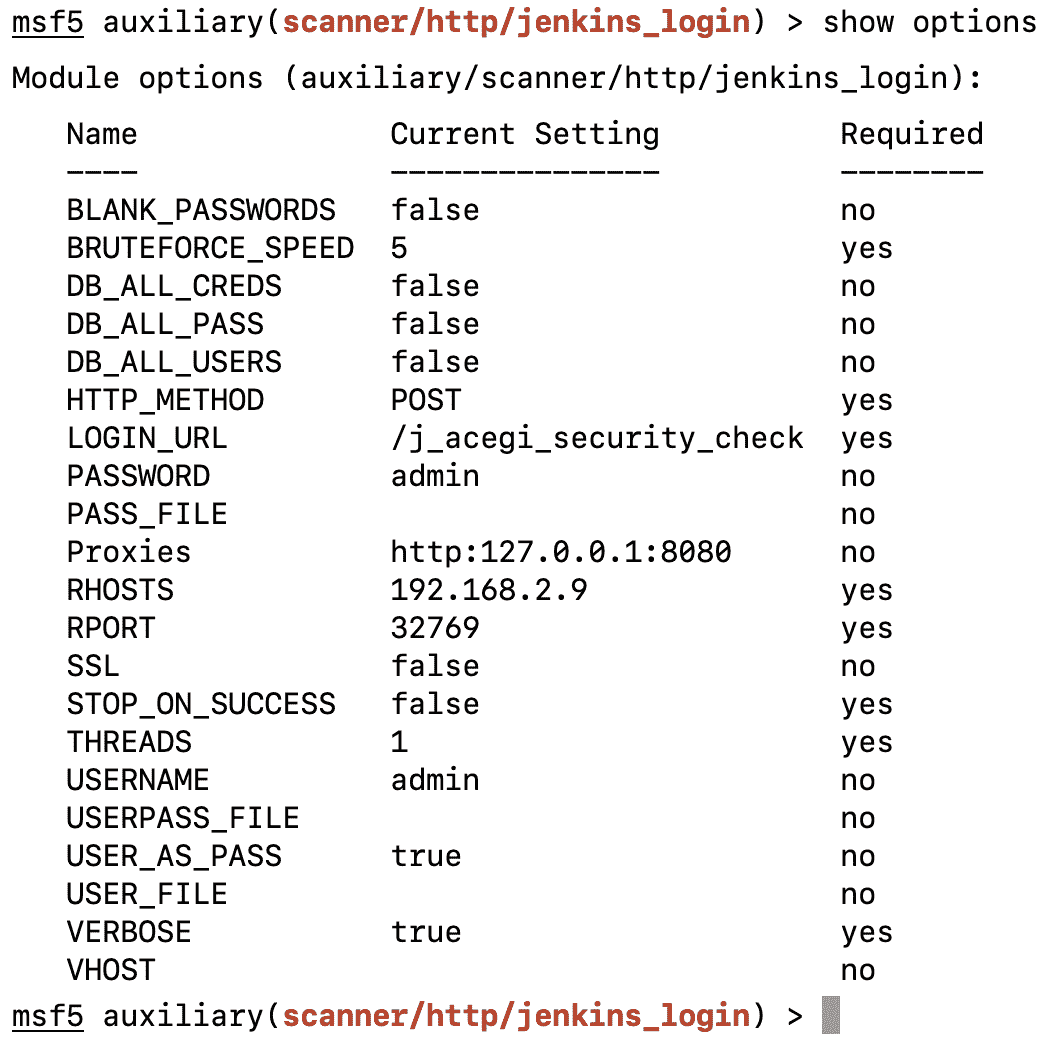 msf5 auxiliary(scanner/http/jenkins_login) > show options
Module options (auxiliary/scanner/http/jenkins_login):
Name Current Setting Required
---- --------------- --------
BLANK_PASSWORDS false no
BRUTEFORCE_SPEED 5 yes
DB_ALL_CREDS false no
DB_ALL_PASS false no
DB_ALL_USERS false no
HTTP_METHOD POST yes
LOGIN_URL /j_acegi_security_check yes
PASSWORD admin no
PASS_FILE no
Proxies http:127.0.0.1:8080 no
RHOSTS 192.168.2.9 yes
RPORT 32769 yes
SSL false no
STOP_ON_SUCCESS false yes
THREADS 1 yes
USERNAME admin no
USERPASS_FILE no
USER_AS_PASS true no
USER_FILE no
VERBOSE true yes
VHOST no
msf5 auxiliary(scanner/http/jenkins_login) >